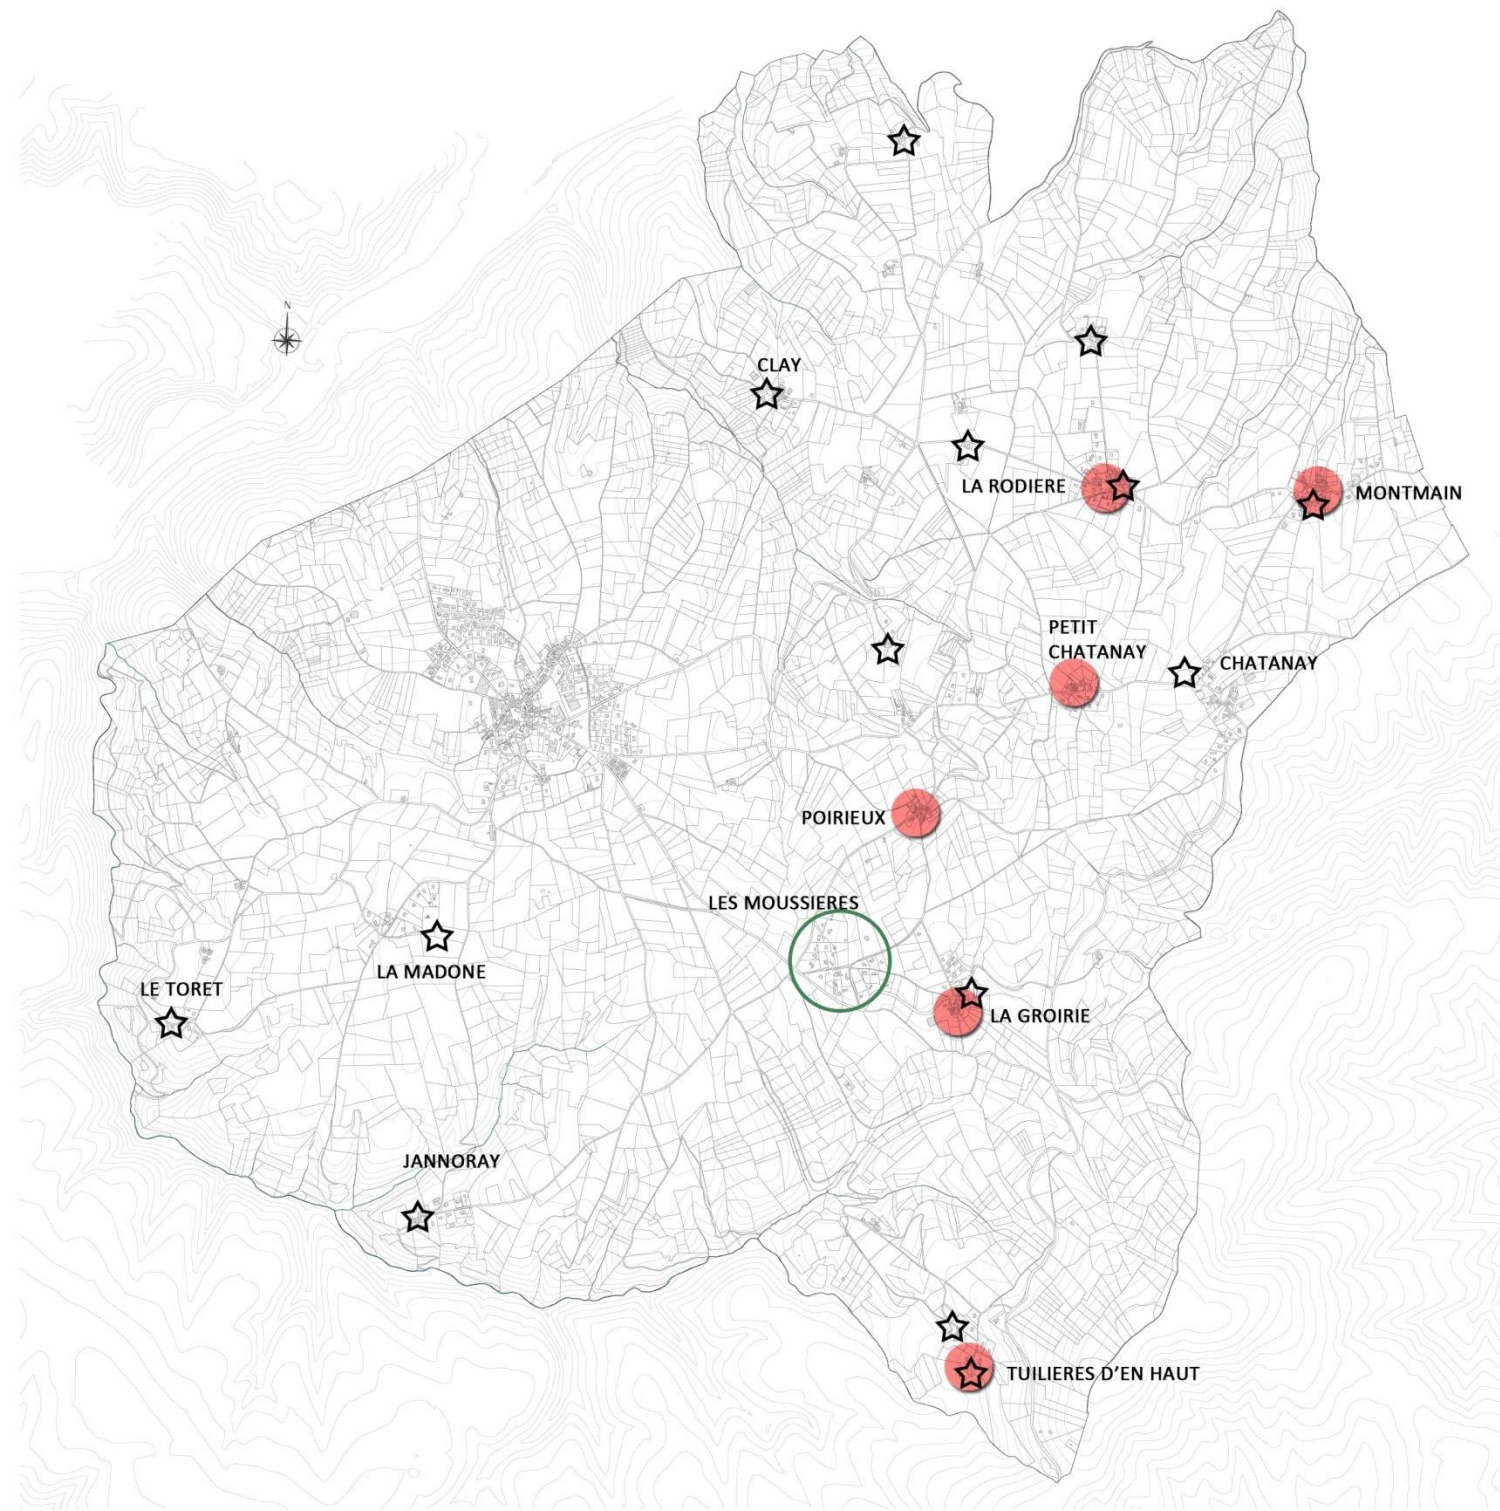 N
CLAY
LA RODIERE
MONTMAIN
PETIT
CHATANAY
CHATANAY
POIRIEUX
LES MOUSSIERES
LA MADONE
LE TORET
LA GROIRIE
JANNORAY
TUILIERES D’EN HAUT